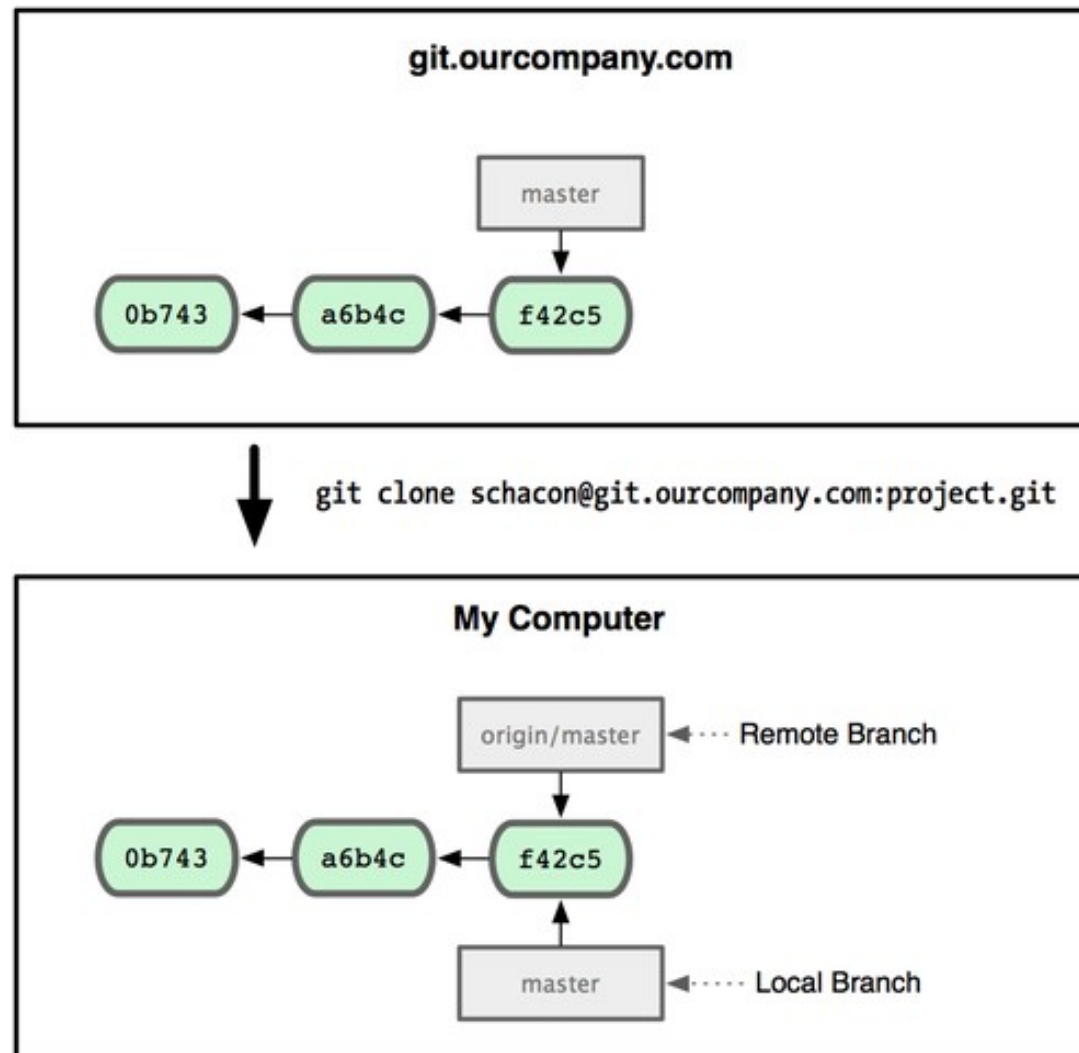 git.ourcompany.com
master
0b743 a6b4c f42c5
git clone schacon@git.ourcompany.com:project.git
My Computer
origin/master Remote Branch
0b743 a6b4c f42c5
master Local Branch